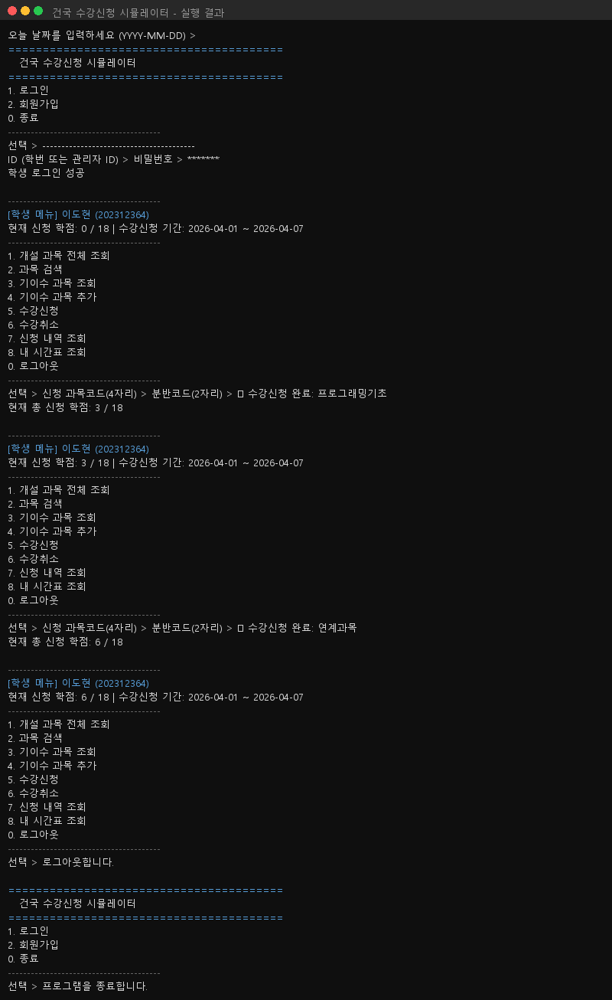 건국 수강신청 시뮬레이터 - 실행 결과
오늘 날짜를 입력하세요 (YYYY-MM-DD) >
========================================
건국 수강신청 시뮬레이터
========================================
1. 로그인
2. 회원가입
0. 종료
----------------------------------------
선택 > ----------------------------------------
ID (학번 또는 관리자 ID) > 비밀번호 > *******
학생 로그인 성공
----------------------------------------
[학생 메뉴] 이도현 (202312364)
현재 신청 학점: 0 / 18 | 수강신청 기간: 2026-04-01 ~ 2026-04-07
----------------------------------------
1. 개설 과목 전체 조회
2. 과목 검색
3. 기이수 과목 조회
4. 기이수 과목 추가
5. 수강신청
6. 수강취소
7. 신청 내역 조회
8. 내 시간표 조회
0. 로그아웃
----------------------------------------
선택 > 신청 과목코드(4자리) > 분반코드(2자리) > ▯ 수강신청 완료: 프로그래밍기초
현재 총 신청 학점: 3 / 18
----------------------------------------
[학생 메뉴] 이도현 (202312364)
현재 신청 학점: 3 / 18 | 수강신청 기간: 2026-04-01 ~ 2026-04-07
----------------------------------------
1. 개설 과목 전체 조회
2. 과목 검색
3. 기이수 과목 조회
4. 기이수 과목 추가
5. 수강신청
6. 수강취소
7. 신청 내역 조회
8. 내 시간표 조회
0. 로그아웃
----------------------------------------
선택 > 신청 과목코드(4자리) > 분반코드(2자리) > ▯ 수강신청 완료: 연계과목
현재 총 신청 학점: 6 / 18
----------------------------------------
[학생 메뉴] 이도현 (202312364)
현재 신청 학점: 6 / 18 | 수강신청 기간: 2026-04-01 ~ 2026-04-07
----------------------------------------
1. 개설 과목 전체 조회
2. 과목 검색
3. 기이수 과목 조회
4. 기이수 과목 추가
5. 수강신청
6. 수강취소
7. 신청 내역 조회
8. 내 시간표 조회
0. 로그아웃
----------------------------------------
선택 > 로그아웃합니다.
========================================
건국 수강신청 시뮬레이터
========================================
1. 로그인
2. 회원가입
0. 종료
----------------------------------------
선택 > 프로그램을 종료합니다.